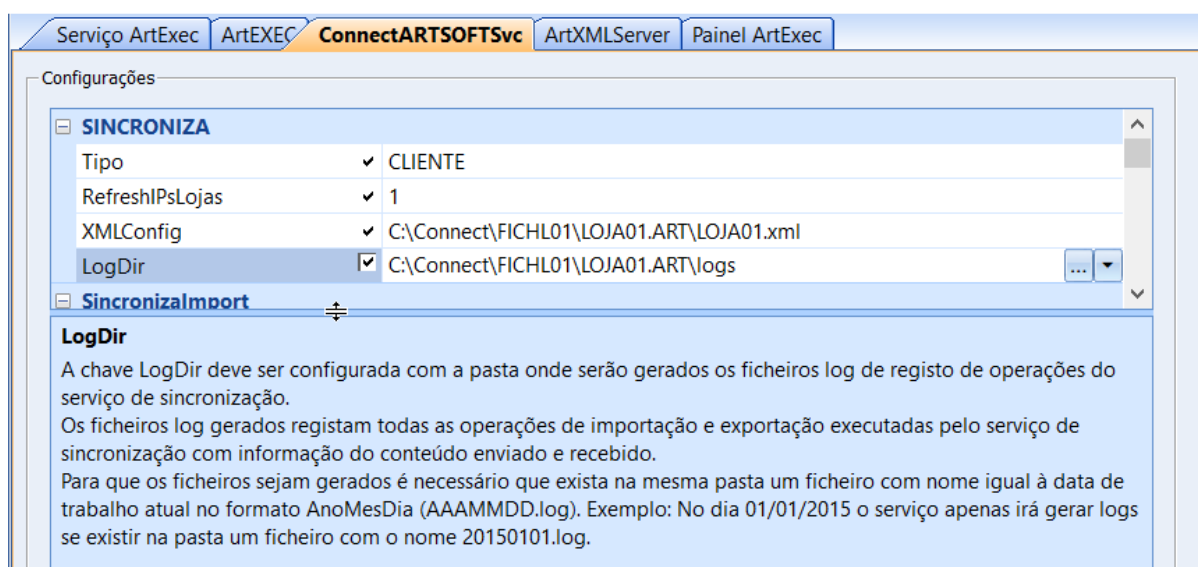 Serviço ArtExec ArtEXEC ConnectARTSOFTSvc ArtXMLServer Painel ArtExec
Configurações
SINCRONIZA
Tipo CLIENTE
RefreshIPsLojas 1
XMLConfig C:\Connect\FICHL01\LOJA01.ART\LOJA01.xml
LogDir C:\Connect\FICHL01\LOJA01.ART\logs ...
SincronizaImport
LogDir
A chave LogDir deve ser configurada com a pasta onde serão gerados os ficheiros log de registo de operações do
serviço de sincronização.
Os ficheiros log gerados registam todas as operações de importação e exportação executadas pelo serviço de
sincronização com informação do conteúdo enviado e recebido.
Para que os ficheiros sejam gerados é necessário que exista na mesma pasta um ficheiro com nome igual à data de
trabalho atual no formato AnoMesDia (AAAMMDD.log). Exemplo: No dia 01/01/2015 o serviço apenas irá gerar logs
se existir na pasta um ficheiro com o nome 20150101.log.